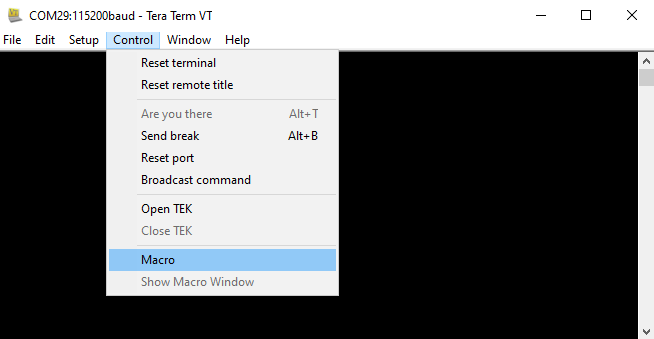 COM29:115200baud - Tera Term VT
File Edit Setup Control Window Help
Reset terminal
Reset remote title
Are you there Alt+T
Send break Alt+B
Reset port
Broadcast command
Open TEK
Close TEK
Macro
Show Macro Window